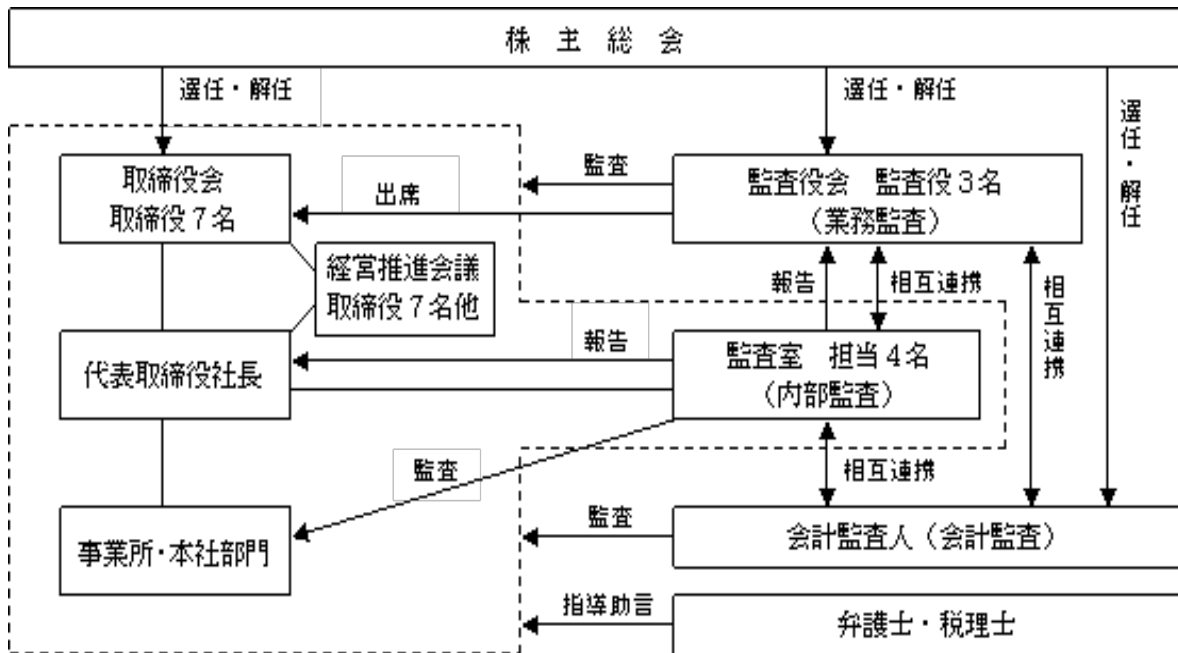 株 主 総 会
選任・解任
選任・解任
選任・解任
取締役会
取締役７名
出席
監査
監査役会 監査役３名
（業務監査）
経営推進会議
取締役７名他
報告
相互連携
相互連携
代表取締役社長
報告
監査室 担当４名
（内部監査）
監査
相互連携
事業所・本社部門
監査
会計監査人（会計監査）
指導助言
弁護士・税理士